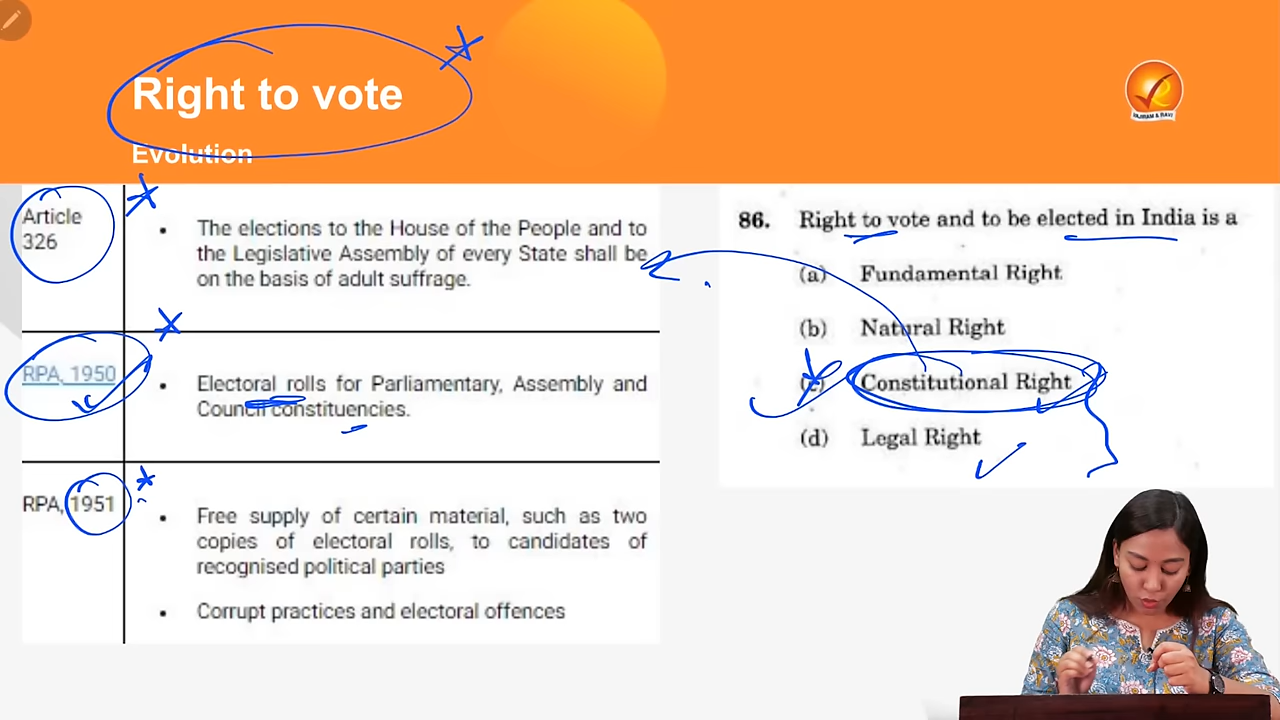 Right to vote
Evolution
VAJIRAM & RAVI
Article
326
• The elections to the House of the People and to
the Legislative Assembly of every State shall be
on the basis of adult suffrage.
RPA, 1950
• Electoral rolls for Parliamentary, Assembly and
Council constituencies.
RPA, 1951
• Free supply of certain material, such as two
copies of electoral rolls, to candidates of
recognised political parties
• Corrupt practices and electoral offences
86. Right to vote and to be elected in India is a
(a) Fundamental Right
(b) Natural Right
(c) Constitutional Right
(d) Legal Right